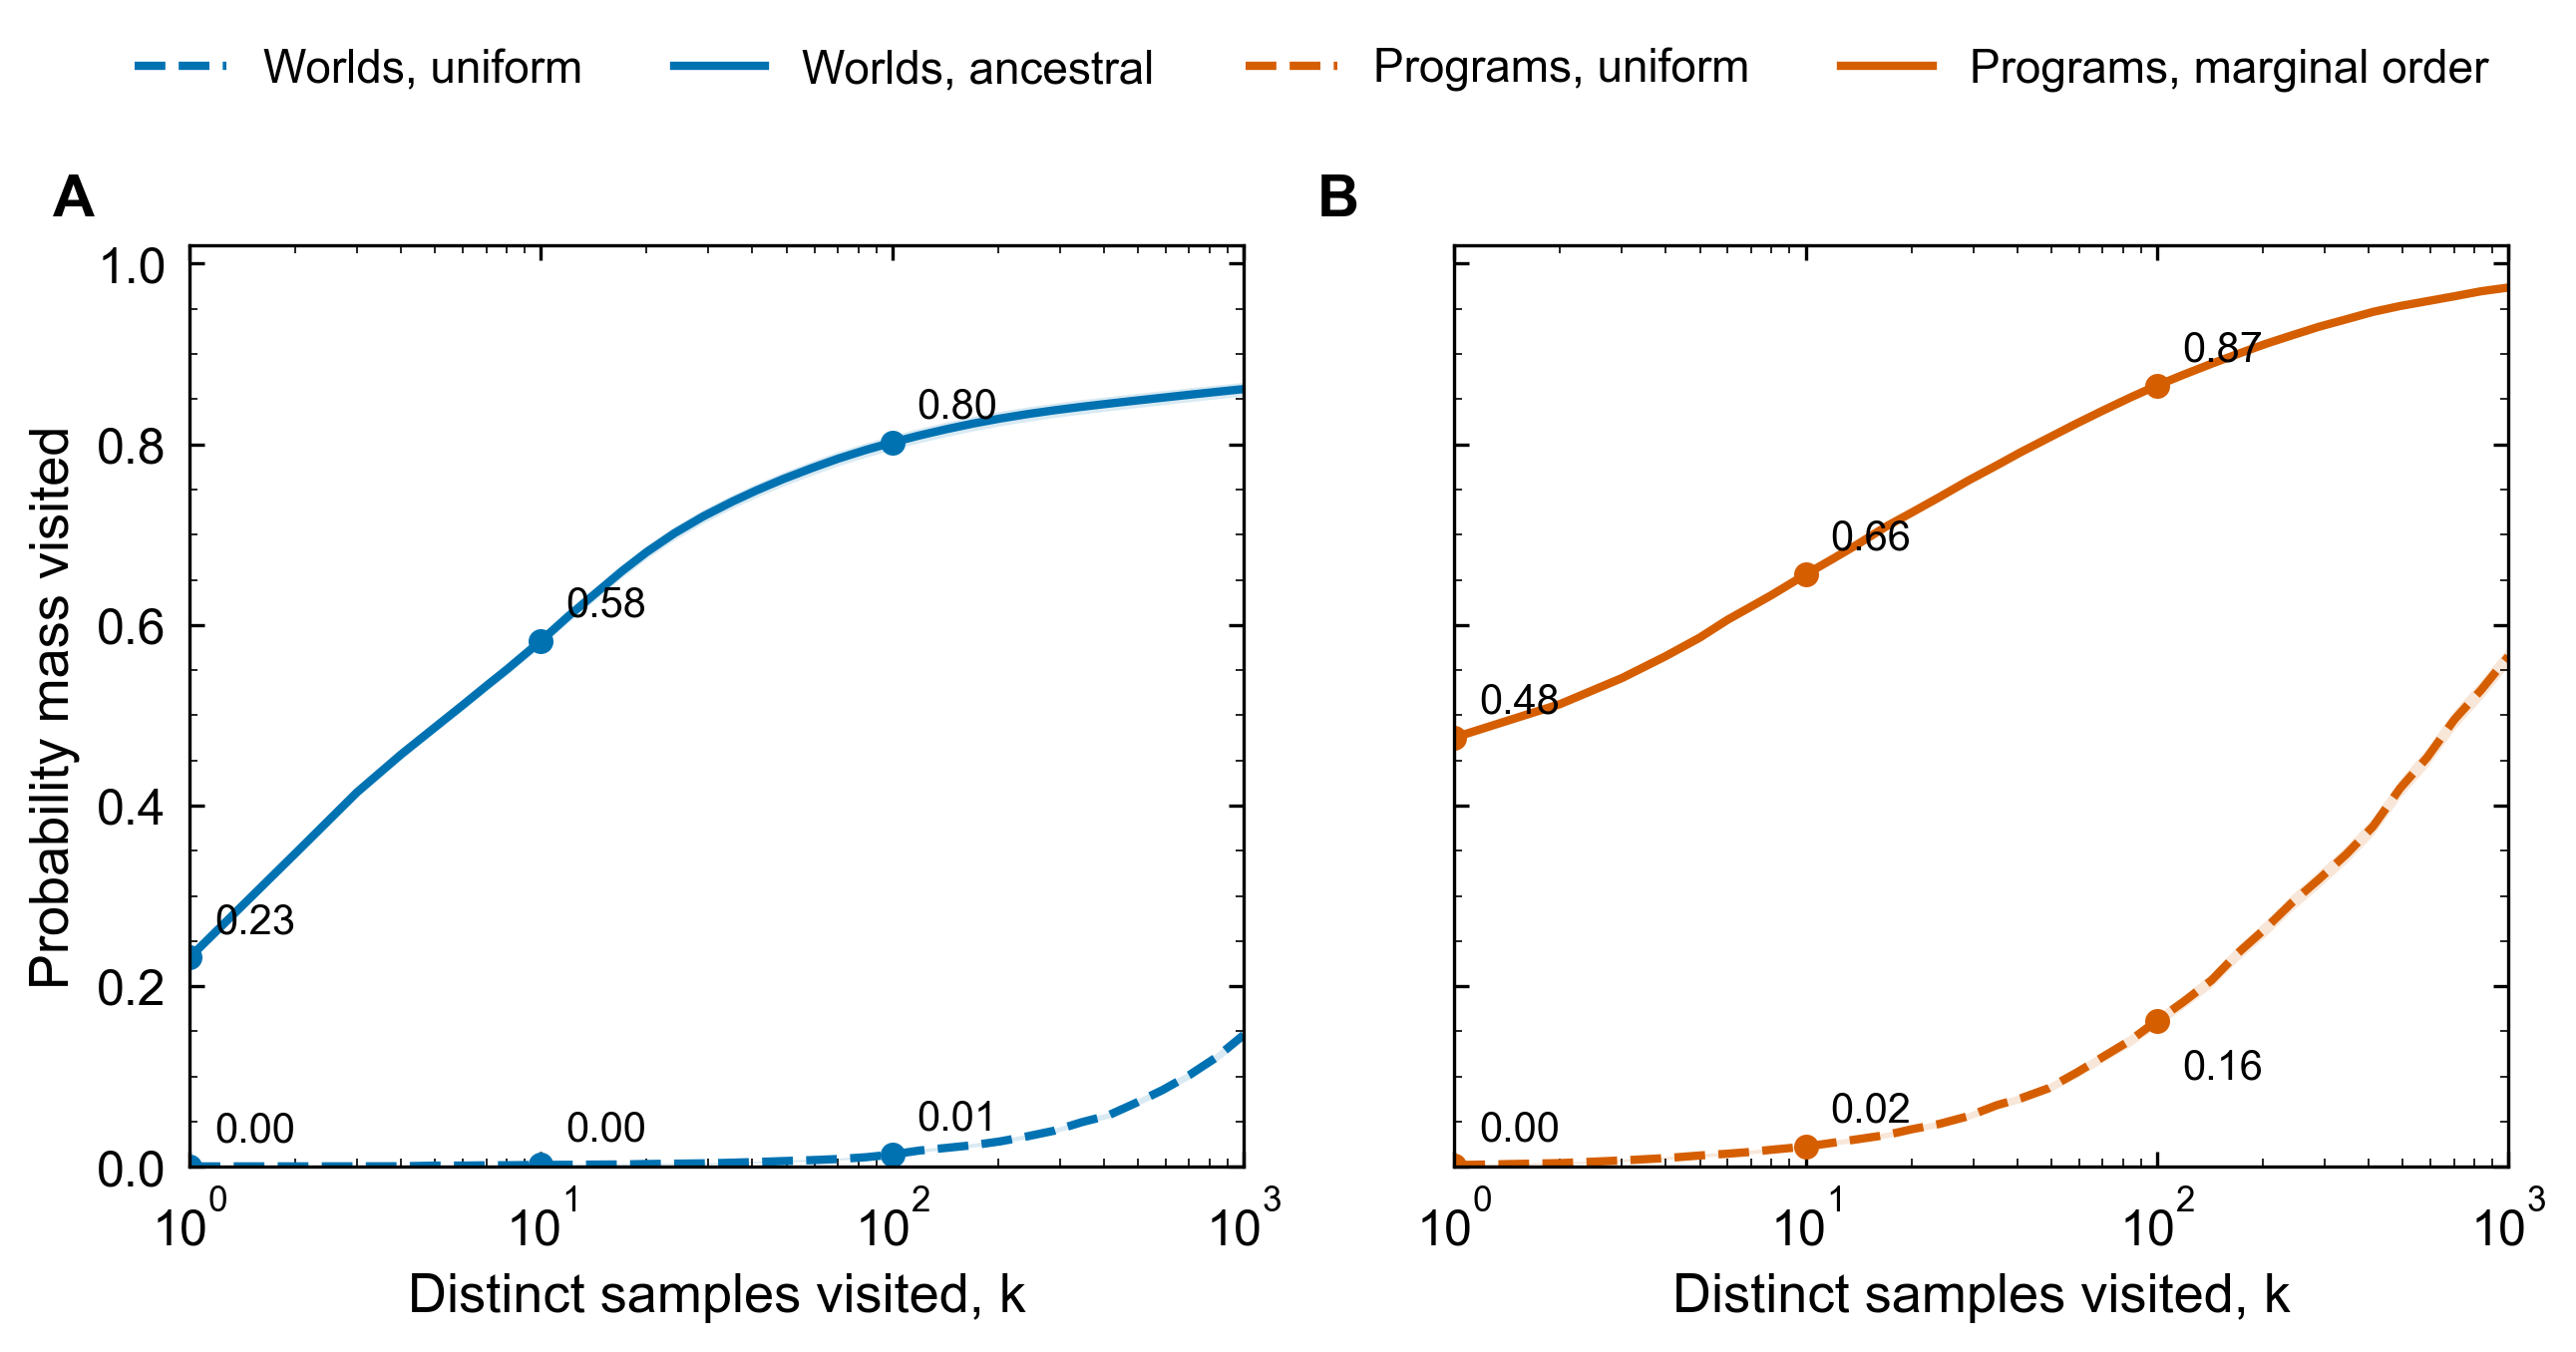 Worlds, uniform
Worlds, ancestral
Programs, uniform
Programs, marginal order
A
B
Probability mass visited
1.0
0.8
0.6
0.4
0.2
0.0
0.23
0.58
0.80
0.00
0.00
0.01
10^0
10^1
10^2
10^3
Distinct samples visited, k
0.48
0.66
0.87
0.00
0.02
0.16
10^0
10^1
10^2
10^3
Distinct samples visited, k